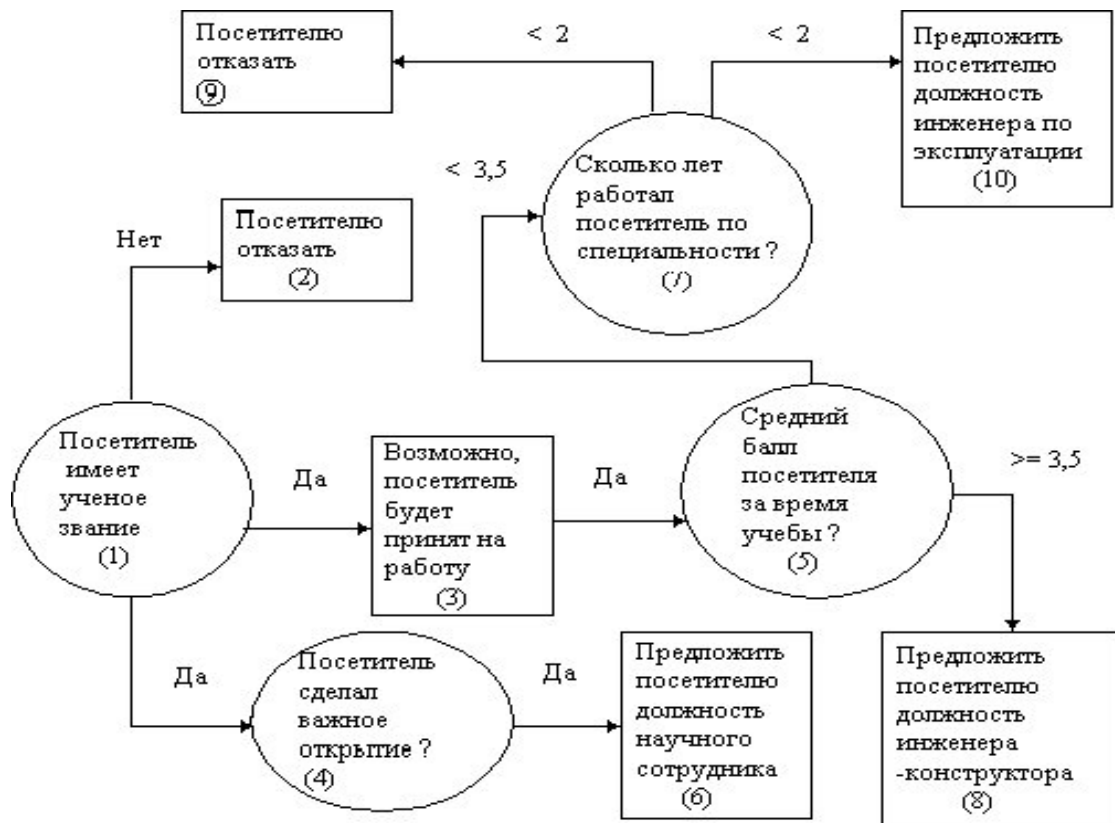 Посетителю
отказать
(9)
< 2
< 2
Предложить
посетителю
должность
инженера по
эксплуатации
(10)
< 3,5
Сколько лет
работал
посетитель по
специальности ?
(7)
Нет
Посетителю
отказать
(2)
Посетитель
имеет
ученое
звание
(1)
Да
Возможно,
посетитель
будет
принят на
работу
(3)
Да
Средний
балл
посетителя
за время
учебы ?
(5)
>= 3,5
Да
Посетитель
сделал
важное
открытие ?
(4)
Да
Предложить
посетителю
должность
научного
сотрудника
(6)
Предложить
посетителю
должность
инженера
-конструктора
(8)